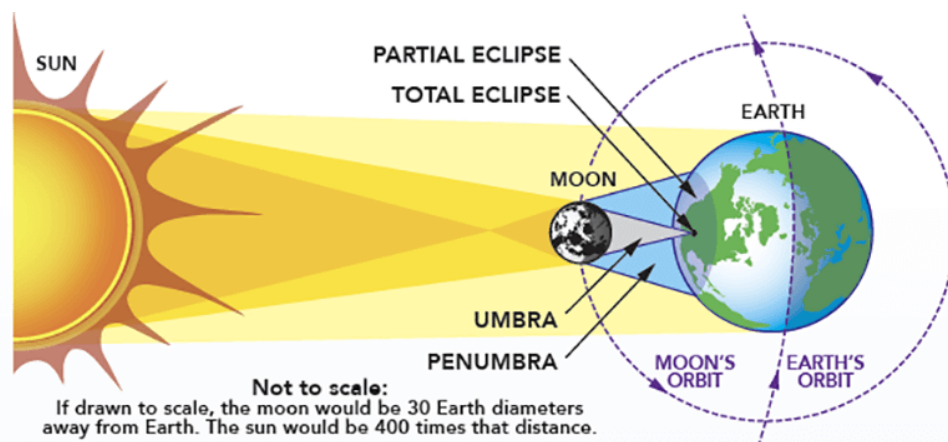 SUN
PARTIAL ECLIPSE
TOTAL ECLIPSE
EARTH
MOON
UMBRA
PENUMBRA
MOON'S
ORBIT
EARTH'S
ORBIT
Not to scale:
If drawn to scale, the moon would be 30 Earth diameters
away from Earth. The sun would be 400 times that distance.